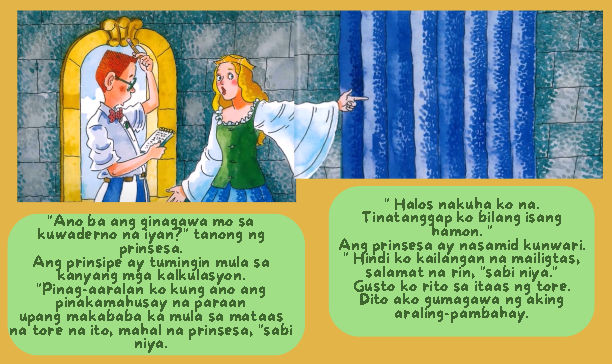 "Ano ba ang ginagawa mo sa
kuwaderno na iyan?" tanong ng
prinsesa.
Ang prinsipe ay tumingin mula sa
kanyang mga kalkulasyon.
"Pinag-aaralan ko kung ano ang
pinakamahusay na paraan
upang makababa ka mula sa mataas
na tore na ito, mahal na prinsesa, "sabi
niya.
" Halos nakuha ko na.
Tinatanggap ko bilang isang
hamon. "
Ang prinsesa ay nasamid kunwari.
" Hindi ko kailangan na mailigtas,
salamat na rin, "sabi niya."
Gusto ko rito sa itaas ng tore.
Dito ako gumagawa ng aking
araling-pambahay.